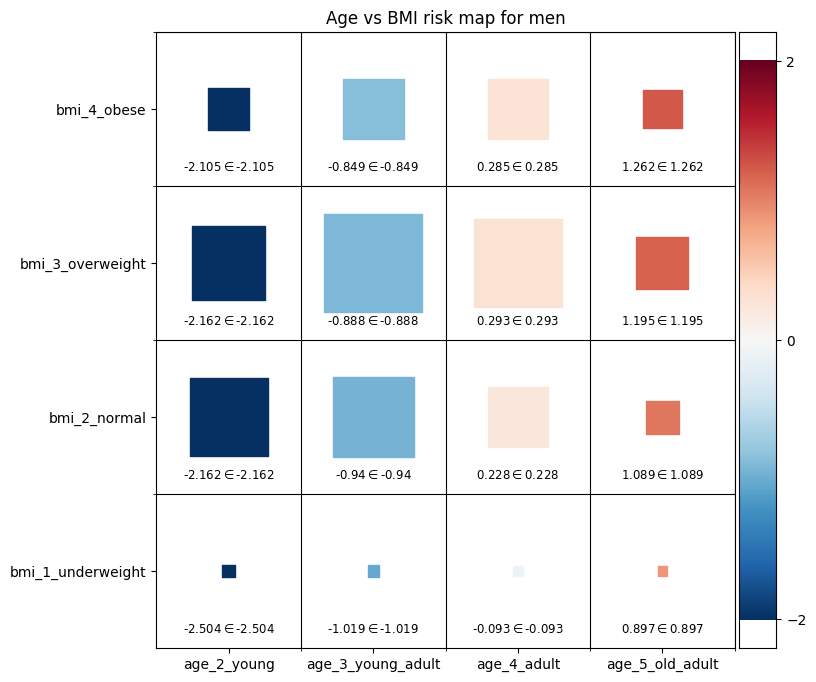 Age vs BMI risk map for men
bmi_4_obese
-2.105∈-2.105
-0.849∈-0.849
0.285∈0.285
1.262∈1.262
bmi_3_overweight
-2.162∈-2.162
-0.888∈-0.888
0.293∈0.293
1.195∈1.195
bmi_2_normal
-2.162∈-2.162
-0.94∈-0.94
0.228∈0.228
1.089∈1.089
bmi_1_underweight
-2.504∈-2.504
-1.019∈-1.019
-0.093∈-0.093
0.897∈0.897
age_2_young
age_3_young_adult
age_4_adult
age_5_old_adult
2
0
−2